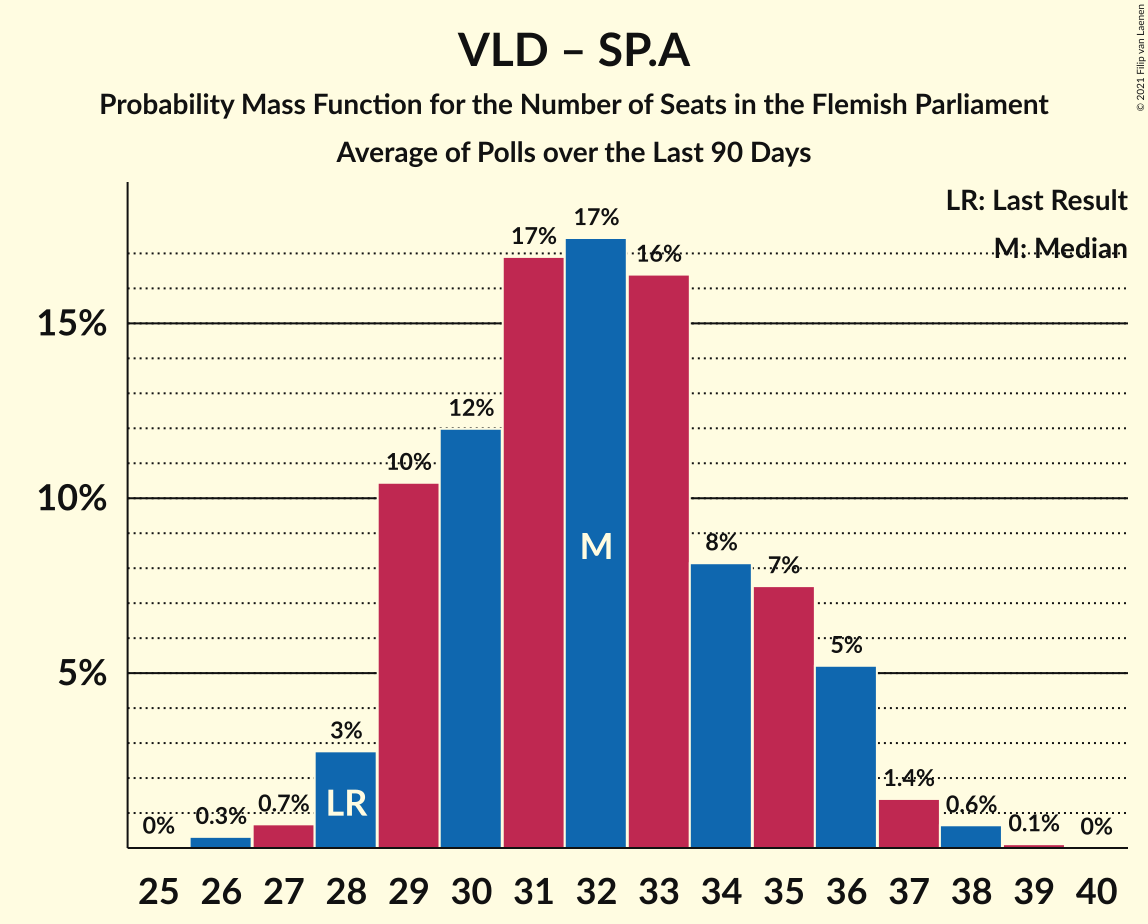 VLD – SP.A
Probability Mass Function for the Number of Seats in the Flemish Parliament
Average of Polls over the Last 90 Days
© 2021 Filip van Laenen
LR: Last Result
M: Median
15%
10%
5%
0%
0.3%
0.7%
3%
10%
12%
17%
17%
16%
8%
7%
5%
1.4%
0.6%
0.1%
0%
LR
M
25 26 27 28 29 30 31 32 33 34 35 36 37 38 39 40